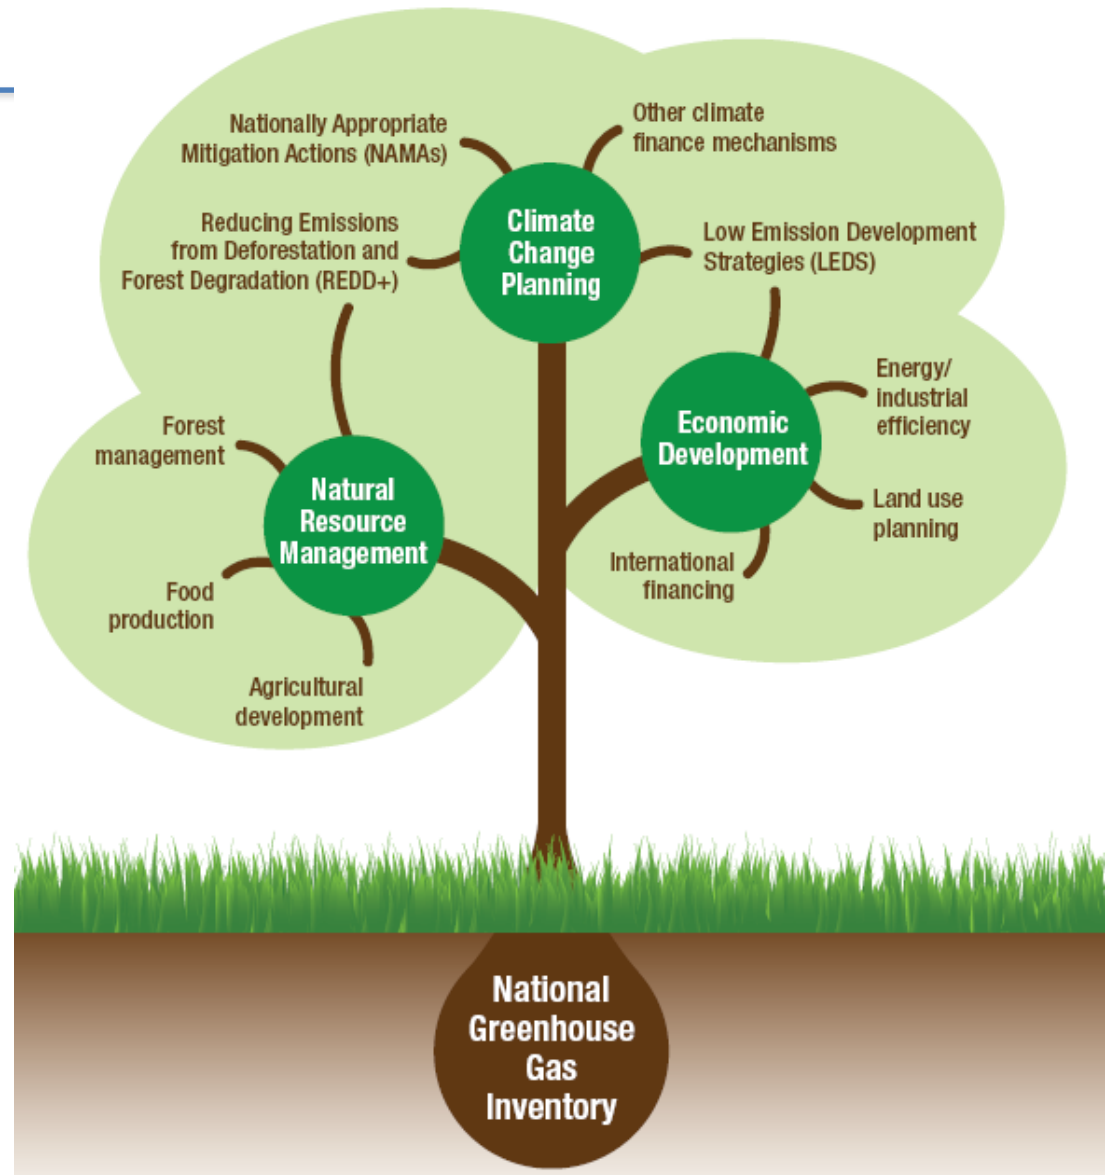 Nationally Appropriate
Mitigation Actions (NAMAs)
Other climate
finance mechanisms
Climate
Change
Planning
Reducing Emissions
from Deforestation and
Forest Degradation (REDD+)
Low Emission Development
Strategies (LEDS)
Energy/
industrial
efficiency
Economic
Development
Forest
management
Natural
Resource
Management
Land use
planning
International
financing
Food
production
Agricultural
development
National
Greenhouse
Gas
Inventory